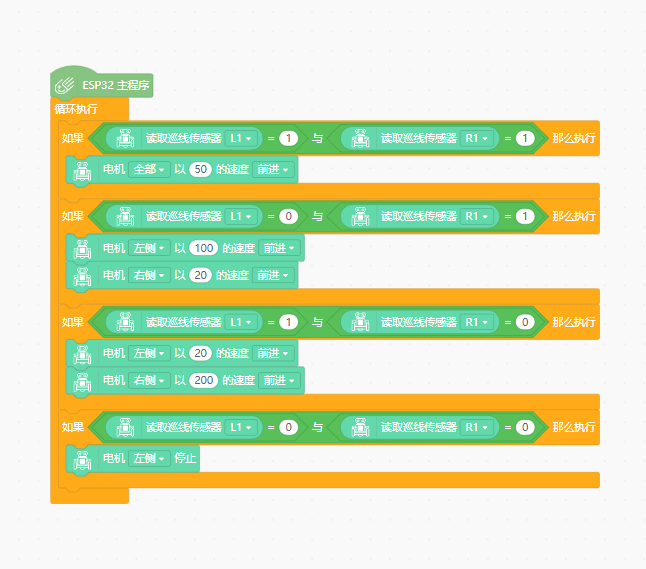 ESP32 主程序
循环执行
如果 读取巡线传感器 L1 = 1 与 读取巡线传感器 R1 = 1 那么执行
电机 全部 以 50 的速度 前进
如果 读取巡线传感器 L1 = 0 与 读取巡线传感器 R1 = 1 那么执行
电机 左侧 以 100 的速度 前进
电机 右侧 以 20 的速度 前进
如果 读取巡线传感器 L1 = 1 与 读取巡线传感器 R1 = 0 那么执行
电机 左侧 以 20 的速度 前进
电机 右侧 以 200 的速度 前进
如果 读取巡线传感器 L1 = 0 与 读取巡线传感器 R1 = 0 那么执行
电机 左侧 停止